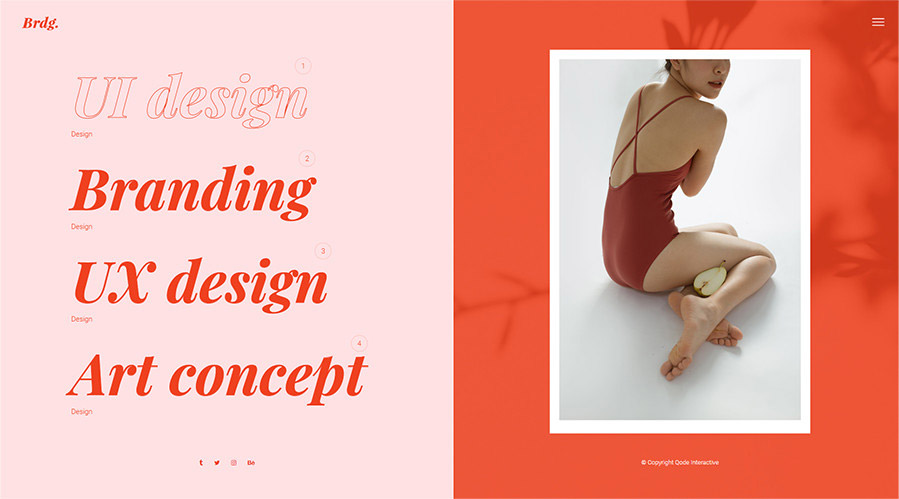 Brdg.
1
UI design
Design
2
Branding
Design
3
UX design
Design
4
Art concept
Design
Bē
© Copyright Qode Interactive